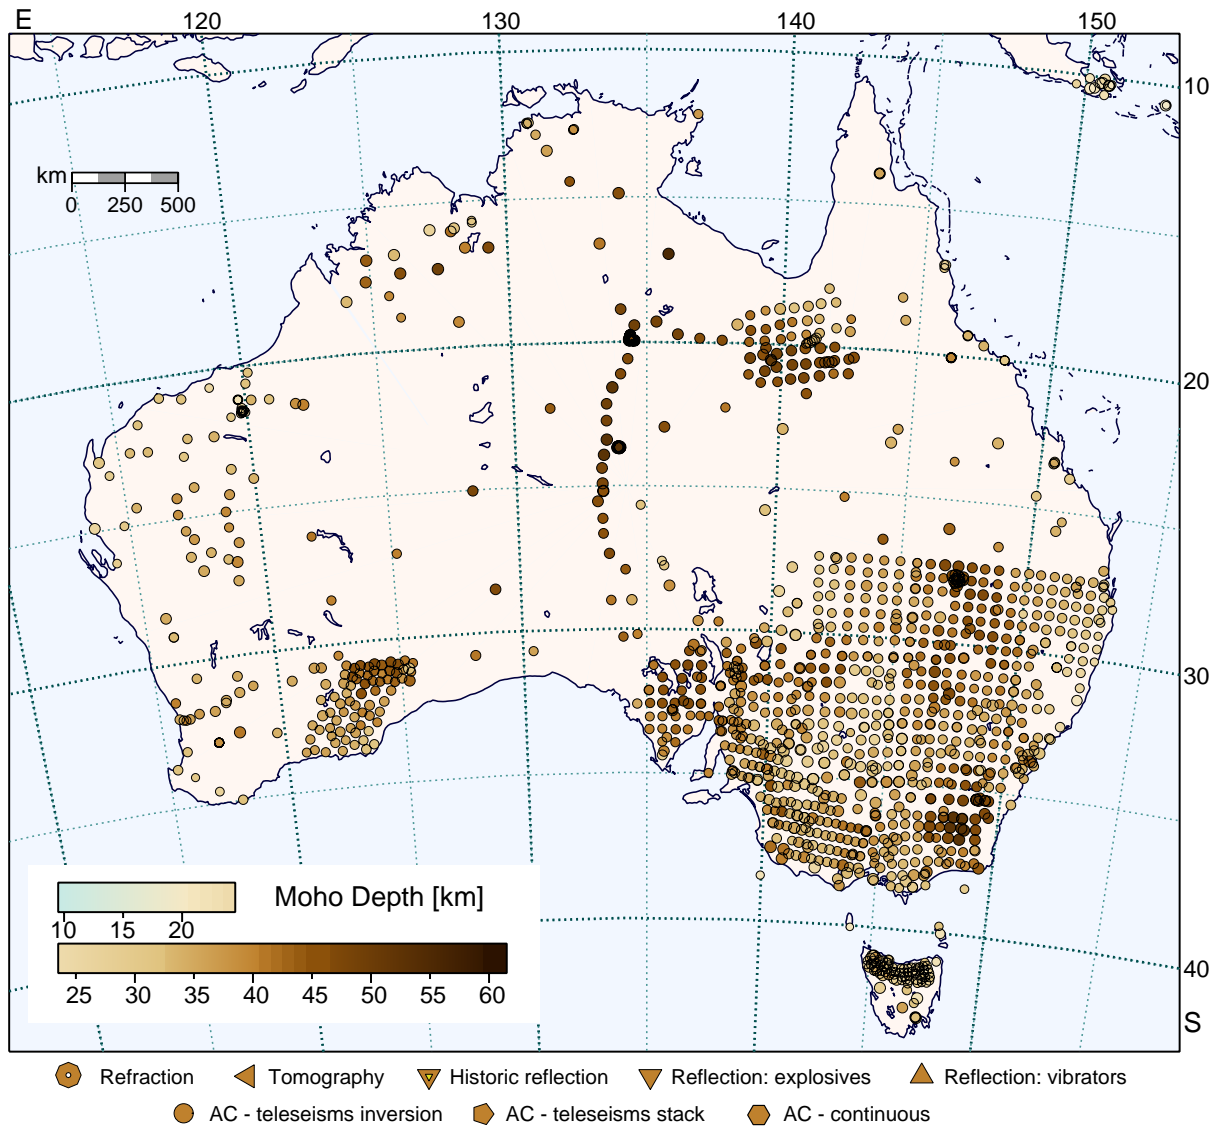 E 120 130 140 150
10
km
0 250 500
20
30
Moho Depth [km]
10 15 20
25 30 35 40 45 50 55 60
40
S
Refraction Tomography Historic reflection Reflection: explosives Reflection: vibrators
AC - teleseisms inversion AC - teleseisms stack AC - continuous